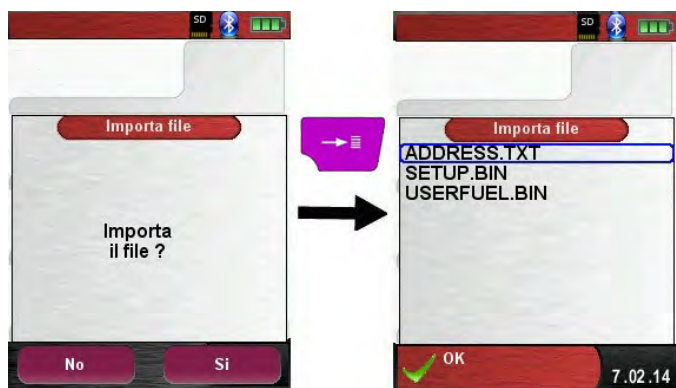 SD
Importa file
Importa
il file ?
No
Si
SD
Importa file
ADDRESS.TXT
SETUP.BIN
USERFUEL.BIN
OK
7.02.14